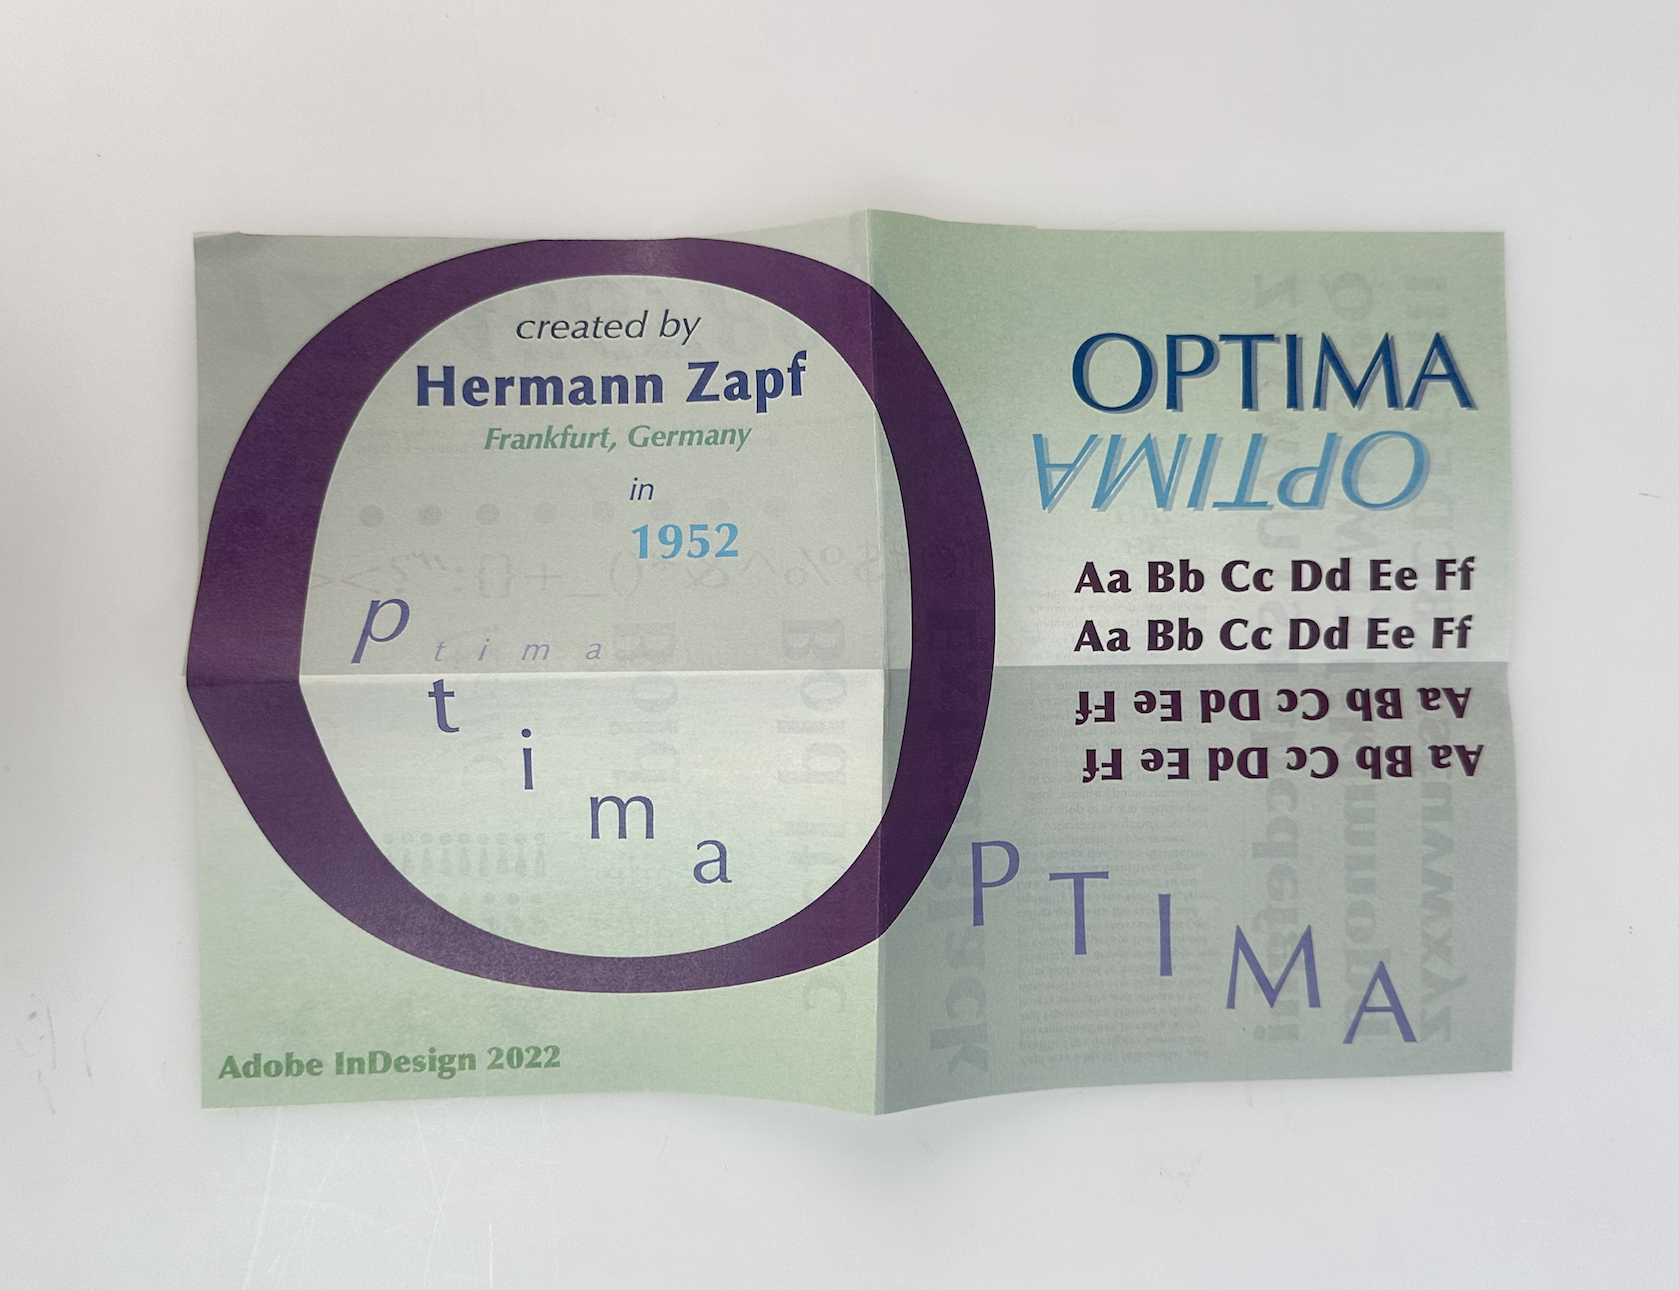 created by
Hermann Zapf
Frankfurt, Germany
in
1952
O
p t i m a
t
i
m
a
Adobe InDesign 2022
OPTIMA
OPTIMA
Aa Bb Cc Dd Ee Ff
Aa Bb Cc Dd Ee Ff
Aa Bb Cc Dd Ee Ff
Aa Bb Cc Dd Ee Ff
P T I M A